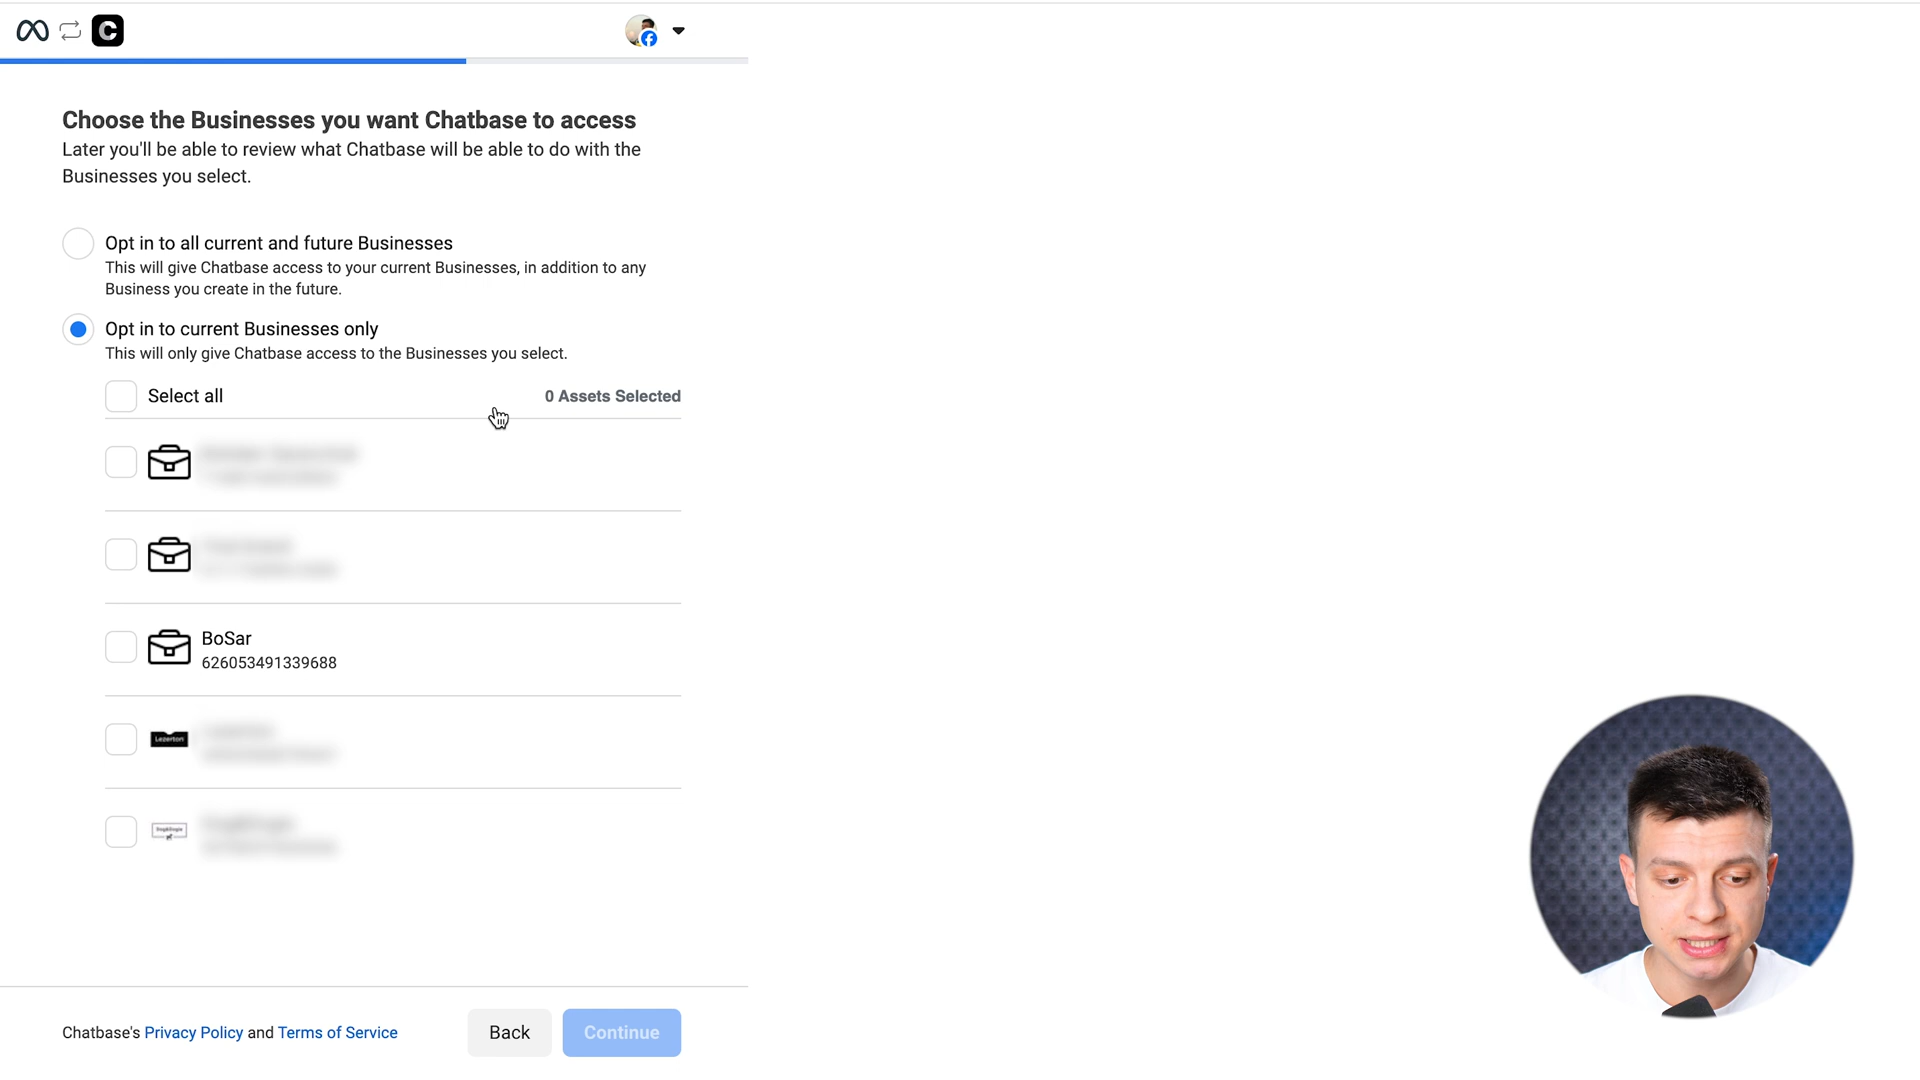 C
Choose the Businesses you want Chatbase to access
Later you'll be able to review what Chatbase will be able to do with the
Businesses you select.
Opt in to all current and future Businesses
This will give Chatbase access to your current Businesses, in addition to any
Business you create in the future.
Opt in to current Businesses only
This will only give Chatbase access to the Businesses you select.
Select all
0 Assets Selected
BoSar
626053491339688
Lezerton
Chatbase's Privacy Policy and Terms of Service
Back
Continue